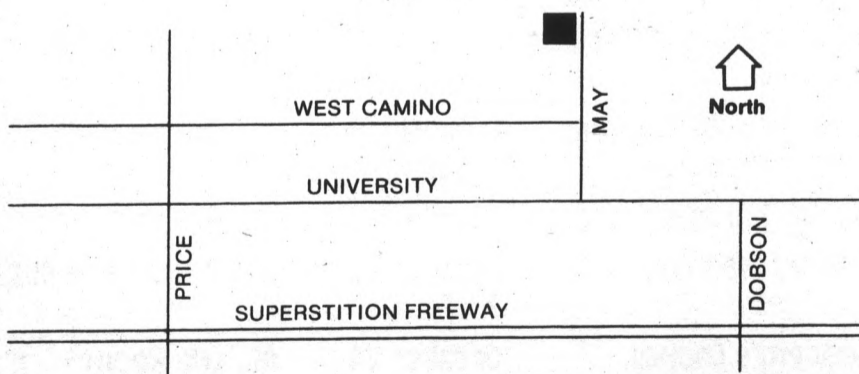 WEST CAMINO
MAY
North
UNIVERSITY
PRICE
DOBSON
SUPERSTITION FREEWAY